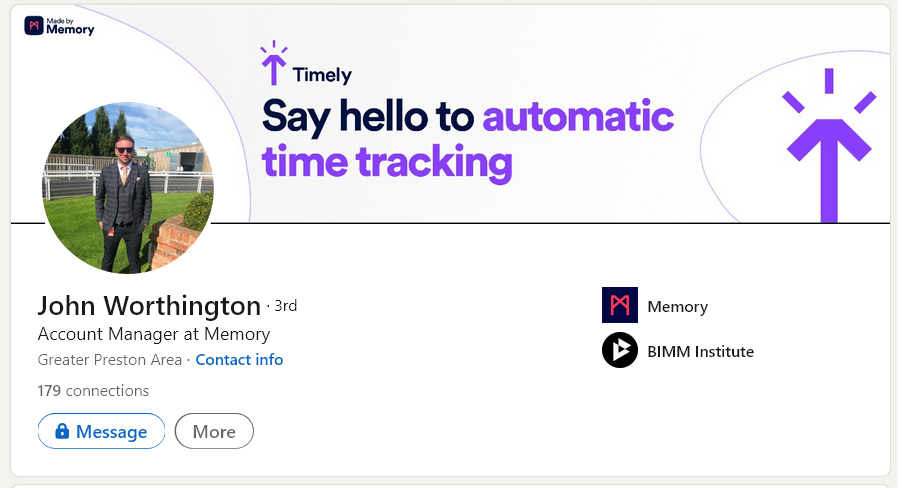 Made by
Memory
Timely
Say hello to automatic
time tracking
John Worthington · 3rd
Account Manager at Memory
Greater Preston Area · Contact info
179 connections
Message
More
Memory
BIMM Institute